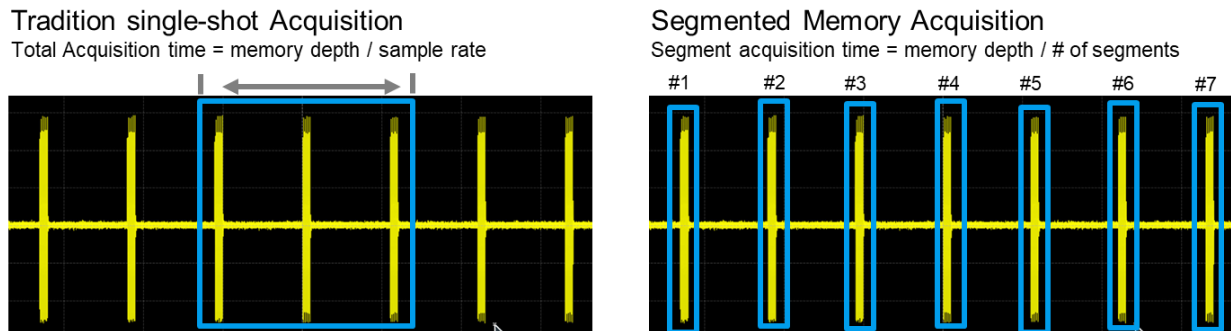 Tradition single-shot Acquisition
Total Acquisition time = memory depth / sample rate
Segmented Memory Acquisition
Segment acquisition time = memory depth / # of segments
#1 #2 #3 #4 #5 #6 #7